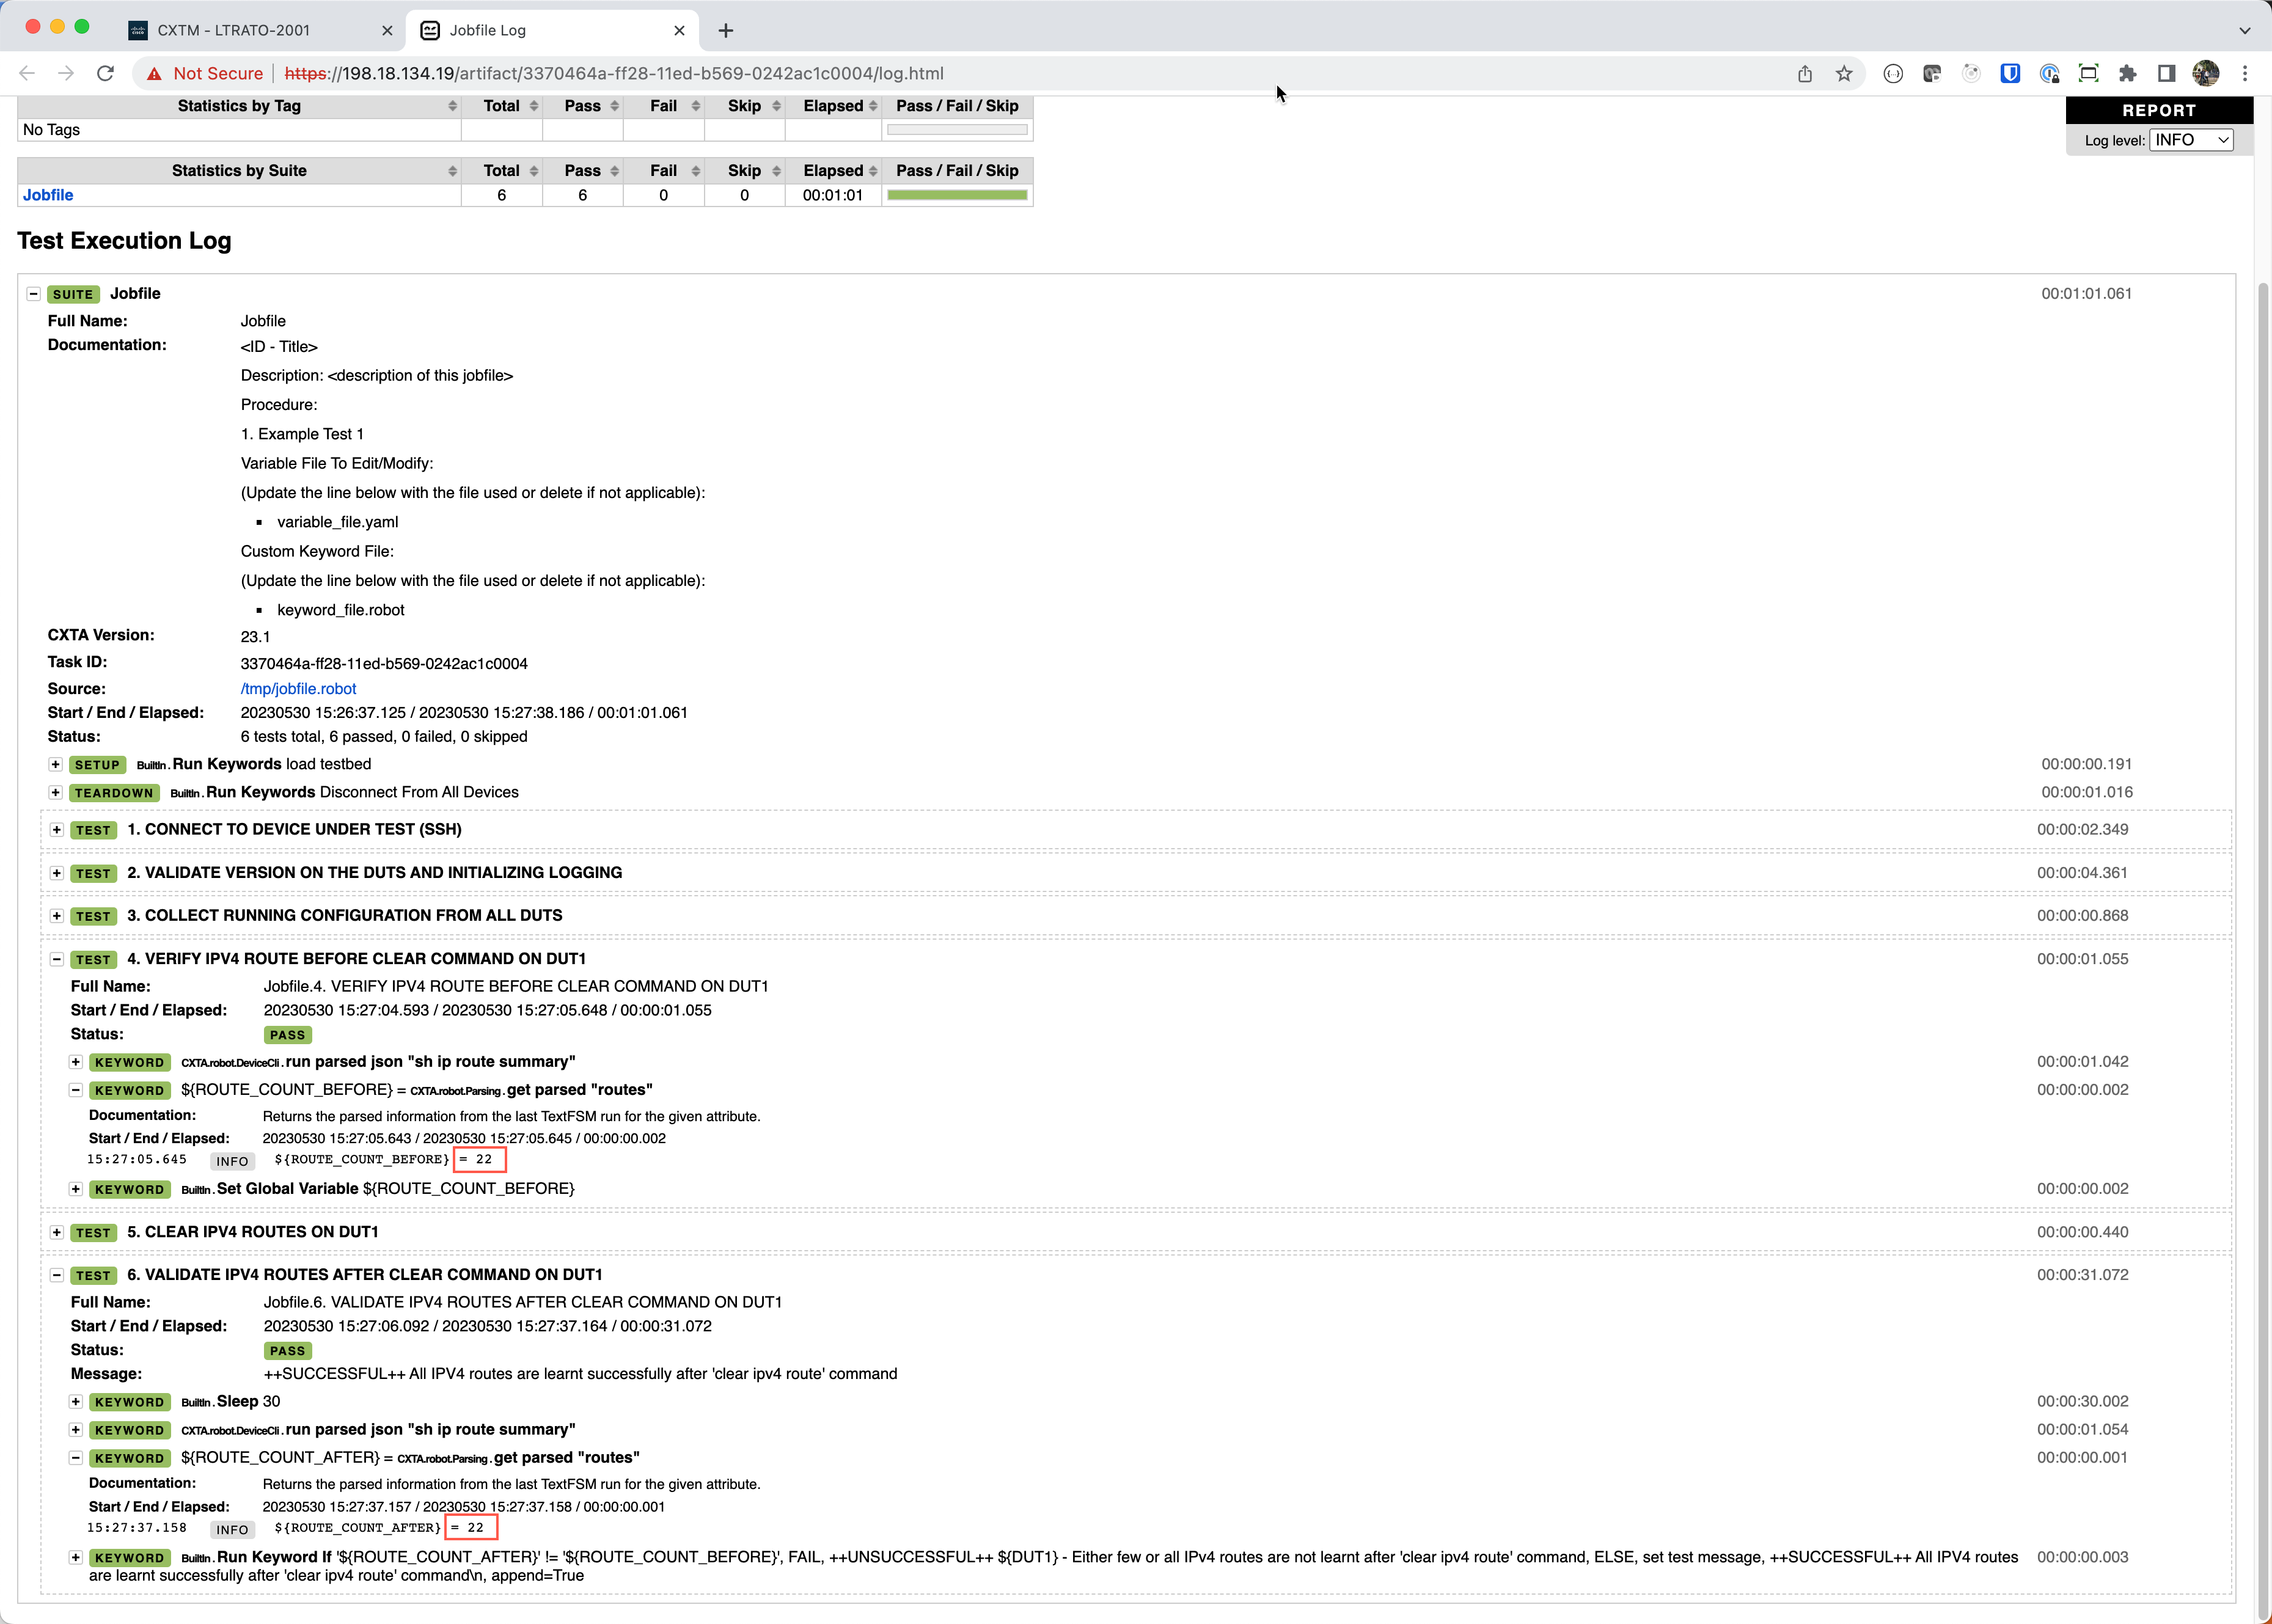 CXTM - LTRATO-2001
Jobfile Log
Not Secure https://198.18.134.19/artifact/3370464a-ff28-11ed-b569-0242ac1c0004/log.html
Statistics by Tag Total Pass Fail Skip Elapsed Pass / Fail / Skip
No Tags
REPORT
Log level: INFO
Statistics by Suite Total Pass Fail Skip Elapsed Pass / Fail / Skip
Jobfile 6 6 0 0 00:01:01
Test Execution Log
SUITE Jobfile 00:01:01.061
Full Name: Jobfile
Documentation: <ID - Title>
Description: <description of this jobfile>
Procedure:
1. Example Test 1
Variable File To Edit/Modify:
(Update the line below with the file used or delete if not applicable):
▪ variable_file.yaml
Custom Keyword File:
(Update the line below with the file used or delete if not applicable):
▪ keyword_file.robot
CXTA Version: 23.1
Task ID: 3370464a-ff28-11ed-b569-0242ac1c0004
Source: /tmp/jobfile.robot
Start / End / Elapsed: 20230530 15:26:37.125 / 20230530 15:27:38.186 / 00:01:01.061
Status: 6 tests total, 6 passed, 0 failed, 0 skipped
SETUP BuiltIn.Run Keywords load testbed 00:00:00.191
TEARDOWN BuiltIn.Run Keywords Disconnect From All Devices 00:00:01.016
TEST 1. CONNECT TO DEVICE UNDER TEST (SSH) 00:00:02.349
TEST 2. VALIDATE VERSION ON THE DUTS AND INITIALIZING LOGGING 00:00:04.361
TEST 3. COLLECT RUNNING CONFIGURATION FROM ALL DUTS 00:00:00.868
TEST 4. VERIFY IPV4 ROUTE BEFORE CLEAR COMMAND ON DUT1 00:00:01.055
Full Name: Jobfile.4. VERIFY IPV4 ROUTE BEFORE CLEAR COMMAND ON DUT1
Start / End / Elapsed: 20230530 15:27:04.593 / 20230530 15:27:05.648 / 00:00:01.055
Status: PASS
KEYWORD CXTA.robot.DeviceCli.run parsed json "sh ip route summary" 00:00:01.042
KEYWORD ${ROUTE_COUNT_BEFORE} = CXTA.robot.Parsing.get parsed "routes" 00:00:00.002
Documentation: Returns the parsed information from the last TextFSM run for the given attribute.
Start / End / Elapsed: 20230530 15:27:05.643 / 20230530 15:27:05.645 / 00:00:00.002
15:27:05.645 INFO ${ROUTE_COUNT_BEFORE} = 22
KEYWORD BuiltIn.Set Global Variable ${ROUTE_COUNT_BEFORE} 00:00:00.002
TEST 5. CLEAR IPV4 ROUTES ON DUT1 00:00:00.440
TEST 6. VALIDATE IPV4 ROUTES AFTER CLEAR COMMAND ON DUT1 00:00:31.072
Full Name: Jobfile.6. VALIDATE IPV4 ROUTES AFTER CLEAR COMMAND ON DUT1
Start / End / Elapsed: 20230530 15:27:06.092 / 20230530 15:27:37.164 / 00:00:31.072
Status: PASS
Message: ++SUCCESSFUL++ All IPV4 routes are learnt successfully after 'clear ipv4 route' command
KEYWORD BuiltIn.Sleep 30 00:00:30.002
KEYWORD CXTA.robot.DeviceCli.run parsed json "sh ip route summary" 00:00:01.054
KEYWORD ${ROUTE_COUNT_AFTER} = CXTA.robot.Parsing.get parsed "routes" 00:00:00.001
Documentation: Returns the parsed information from the last TextFSM run for the given attribute.
Start / End / Elapsed: 20230530 15:27:37.157 / 20230530 15:27:37.158 / 00:00:00.001
15:27:37.158 INFO ${ROUTE_COUNT_AFTER} = 22
KEYWORD BuiltIn.Run Keyword If '${ROUTE_COUNT_AFTER}' != '${ROUTE_COUNT_BEFORE}', FAIL, ++UNSUCCESSFUL++ ${DUT1} - Either few or all IPv4 routes are not learnt after 'clear ipv4 route' command, ELSE, set test message, ++SUCCESSFUL++ All IPV4 routes 00:00:00.003
are learnt successfully after 'clear ipv4 route' command\n, append=True